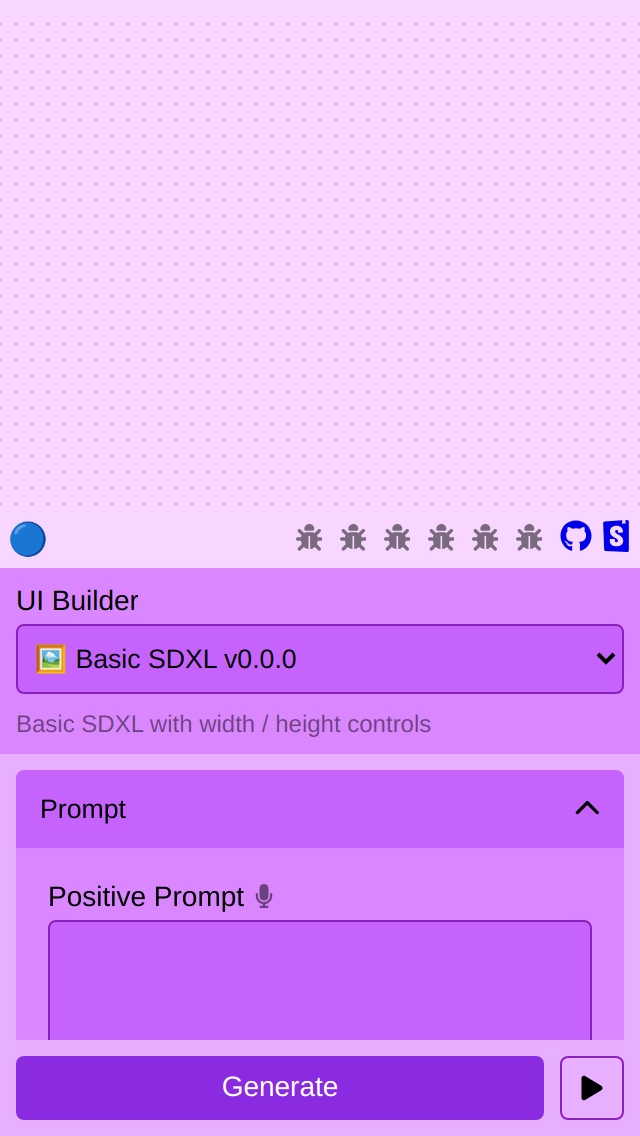 UI Builder
🖼️ Basic SDXL v0.0.0
Basic SDXL with width / height controls
Prompt
Positive Prompt
Generate